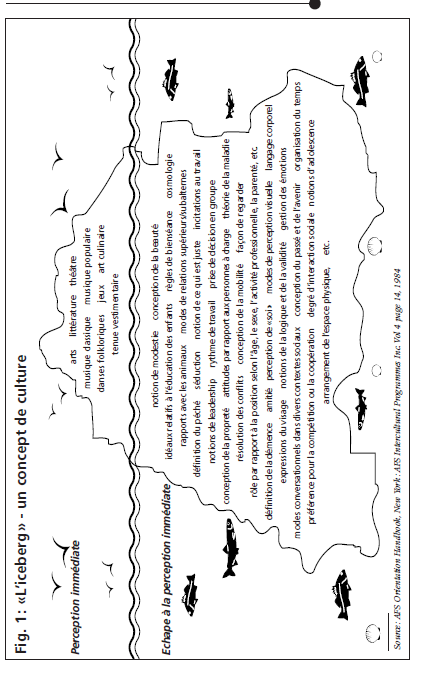 Fig. 1 : «L'iceberg» - un concept de culture
Perception immédiate
arts littérature théâtre
musique classique musique populaire
danses folkloriques jeux art culinaire
tenue vestimentaire
Echape à la perception immédiate
notion de modestie conception de la beauté
idéaux relatifs à l'éducation des enfants règles de bienséance cosmologie
rapports avec les animaux modes de relations supérieurs/subalternes
définition du péché séduction notion de ce qui est juste incitations au travail
notions de leadership rythme de travail prise de décision en groupe
conception de la propreté attitudes par rapport aux personnes à charge théorie de la maladie
résolution des conflits conception de la mobilité façon de regarder
rôle par rapport à la position selon l'âge, le sexe, l'activité professionnelle, la parenté, etc.
définition de la démence amitié perception de «soi» modes de perception visuelle langage corporel
expressions du visage notions de la logique et de la validité gestion des émotions
modes conversationnels dans divers contextes sociaux conception du passé et de l'avenir organisation du temps
préférence pour la compétition ou la coopération degré d'interaction sociale notions d'adolescence
arrangement de l'espace physique, etc.
Source: AFS Orientation Handbook, New York : AFS Intercultural Programms Inc. Vol 4 page 14, 1984